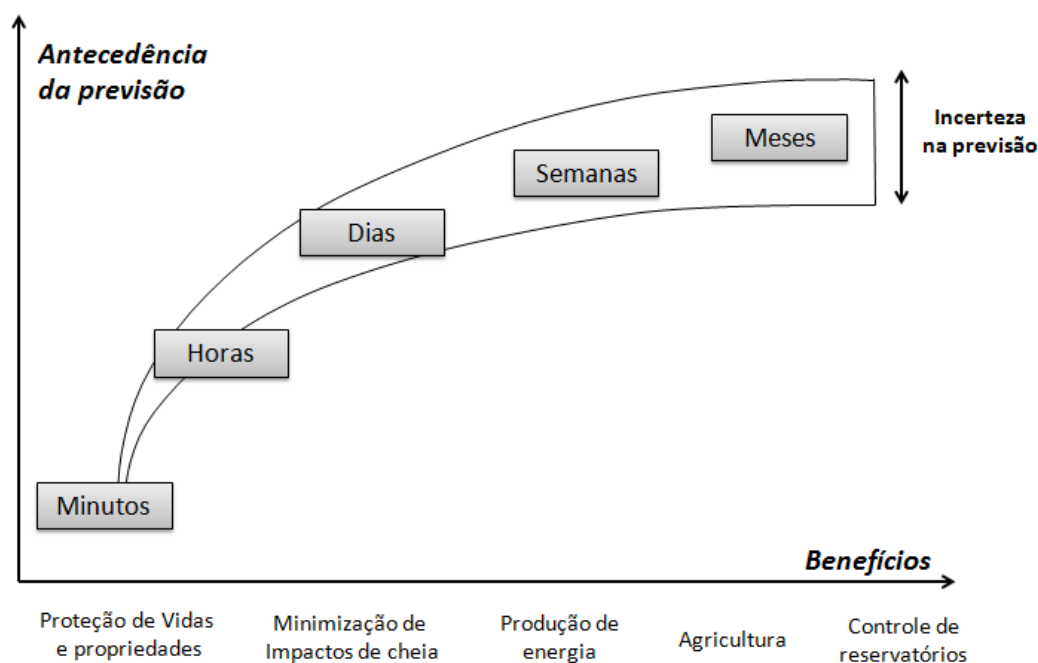 Antecedência
da previsão
Incerteza
na previsão
Meses
Semanas
Dias
Horas
Minutos
Benefícios
Proteção de Vidas
e propriedades
Minimização de
Impactos de cheia
Produção de
energia
Agricultura
Controle de
reservatórios